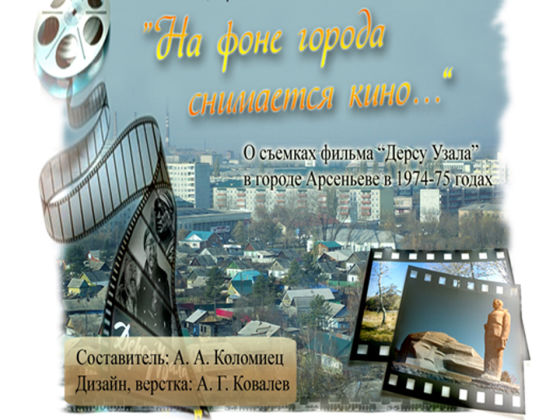 "На фоне города
снимается кино..."
О съемках фильма “Дерсу Узала”
в городе Арсеньеве в 1974-75 годах
Составитель: А. А. Коломиец
Дизайн, верстка: А. Г. Ковалев